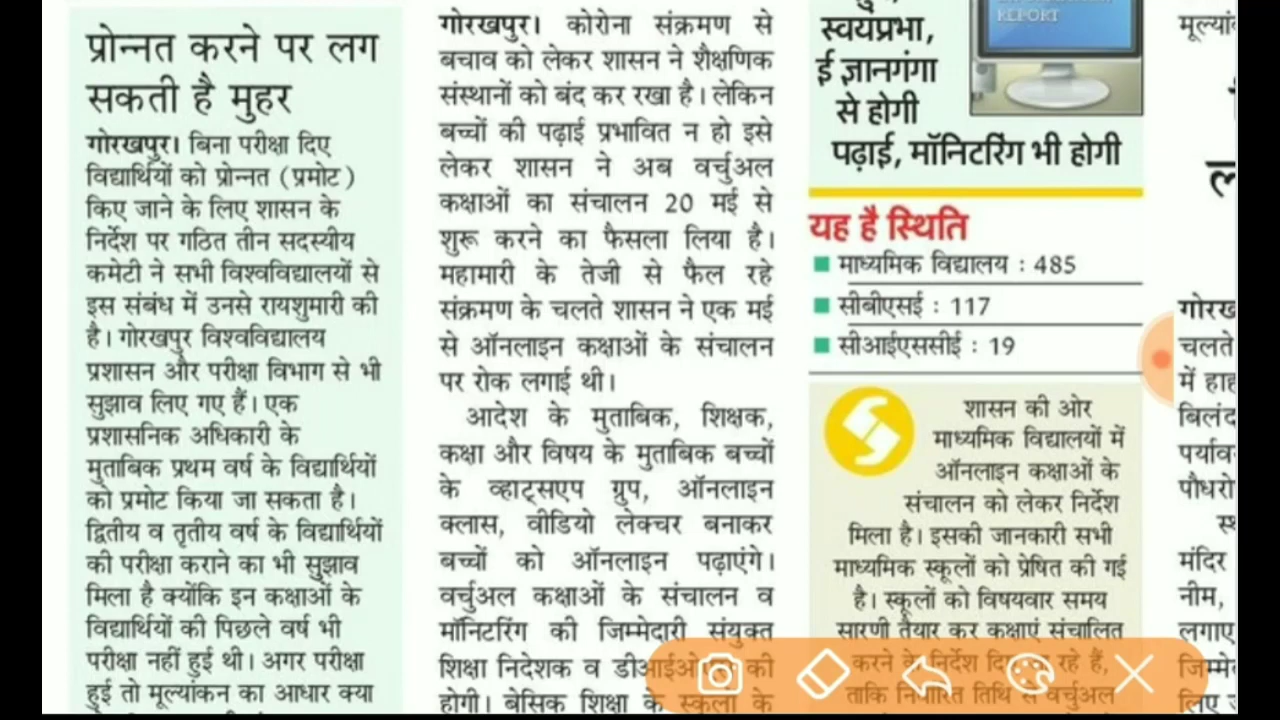 प्रोन्नत करने पर लग
सकती है मुहर
गोरखपुर। बिना परीक्षा दिए
विद्यार्थियों को प्रोन्नत (प्रमोट)
किए जाने के लिए शासन के
निर्देश पर गठित तीन सदस्यीय
कमेटी ने सभी विश्वविद्यालयों से
इस संबंध में उनसे रायशुमारी की
है। गोरखपुर विश्वविद्यालय
प्रशासन और परीक्षा विभाग से भी
सुझाव लिए गए हैं। एक
प्रशासनिक अधिकारी के
मुताबिक प्रथम वर्ष के विद्यार्थियों
को प्रमोट किया जा सकता है।
द्वितीय व तृतीय वर्ष के विद्यार्थियों
की परीक्षा कराने का भी सुझाव
मिला है क्योंकि इन कक्षाओं के
विद्यार्थियों की पिछले वर्ष भी
परीक्षा नहीं हुई थी। अगर परीक्षा
हुई तो मूल्यांकन का आधार क्या
गोरखपुर। कोरोना संक्रमण से
बचाव को लेकर शासन ने शैक्षणिक
संस्थानों को बंद कर रखा है। लेकिन
बच्चों की पढ़ाई प्रभावित न हो इसे
लेकर शासन ने अब वर्चुअल
कक्षाओं का संचालन 20 मई से
शुरू करने का फैसला लिया है।
महामारी के तेजी से फैल रहे
संक्रमण के चलते शासन ने एक मई
से ऑनलाइन कक्षाओं के संचालन
पर रोक लगाई थी।
आदेश के मुताबिक, शिक्षक,
कक्षा और विषय के मुताबिक बच्चों
के व्हाट्सएप ग्रुप, ऑनलाइन
क्लास, वीडियो लेक्चर बनाकर
बच्चों को ऑनलाइन पढ़ाएंगे।
वर्चुअल कक्षाओं के संचालन व
मॉनिटरिंग की जिम्मेदारी संयुक्त
शिक्षा निदेशक व डीआईओएस की
होगी। बेसिक शिक्षा के स्कूलों के
स्वयंप्रभा,
ई ज्ञानगंगा
से होगी
पढ़ाई, मॉनिटरिंग भी होगी
REPORT
यह है स्थिति
माध्यमिक विद्यालय : 485
सीबीएसई : 117
सीआईएससीई : 19
शासन की ओर
माध्यमिक विद्यालयों में
ऑनलाइन कक्षाओं के
संचालन को लेकर निर्देश
मिला है। इसकी जानकारी सभी
माध्यमिक स्कूलों को प्रेषित की गई
है। स्कूलों को विषयवार समय
सारणी तैयार कर कक्षाएं संचालित
करने के निर्देश दिए जा रहे हैं,
ताकि निर्धारित तिथि से वर्चुअल
गोरख
चलते
में हाह
बिलंद
पर्याव
पौधरो
मंदिर
नीम,
लगाए
जिम्मे
लिए